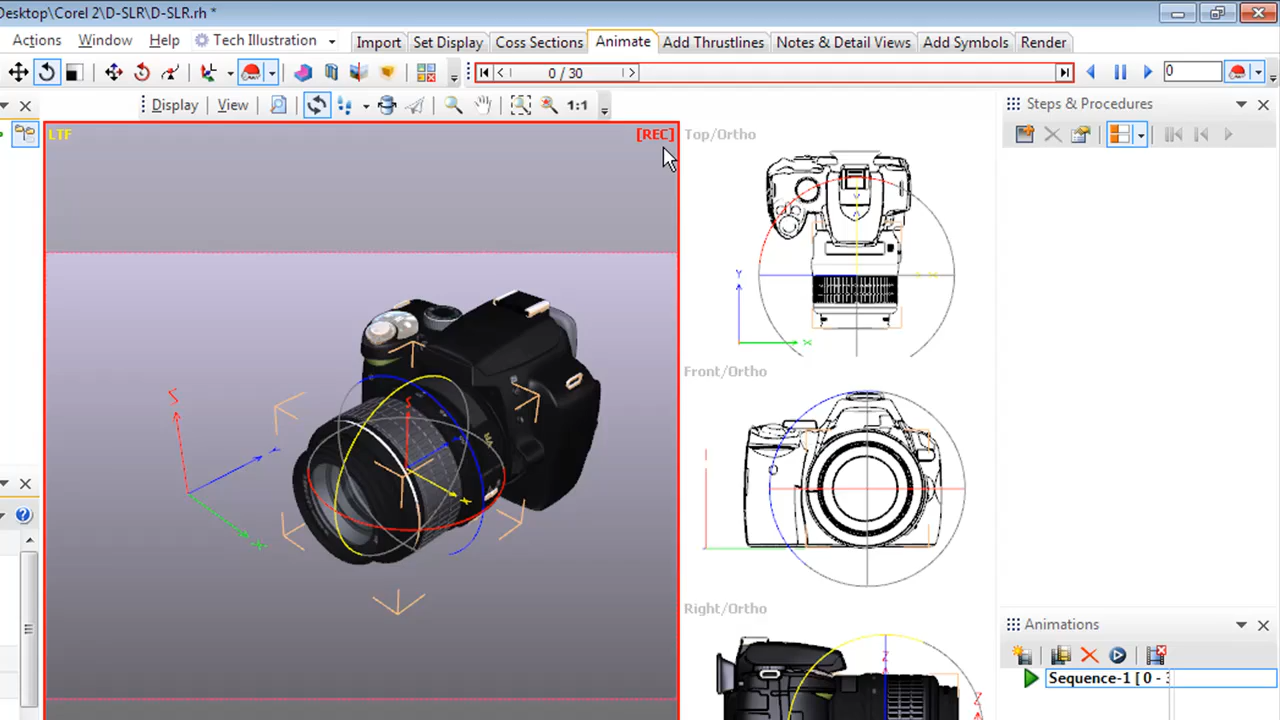 Desktop\Corel 2\D-SLR\D-SLR.rh *
Actions Window Help Tech Illustration Import Set Display Coss Sections Animate Add Thrustlines Notes & Detail Views Add Symbols Render
0 / 30 0
Display View 1:1 Steps & Procedures
LTF [REC] Top/Ortho
Y
X
Front/Ortho
Right/Ortho
Animations
Sequence-1 [ 0 -